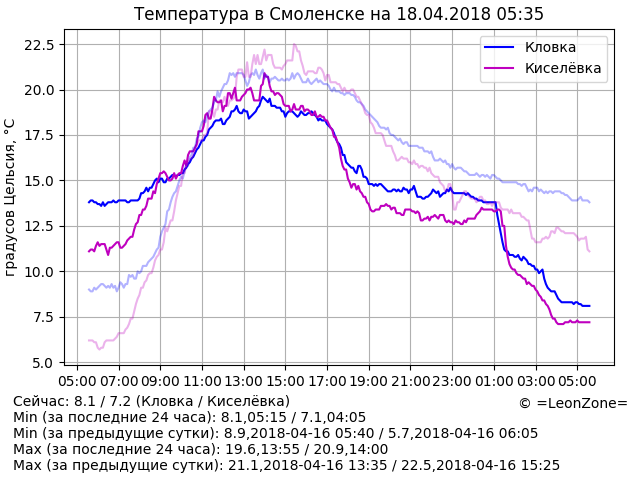 Температура в Смоленске на 18.04.2018 05:35
градусов Цельсия, °C
22.5
20.0
17.5
15.0
12.5
10.0
7.5
5.0
Кловка
Киселёвка
05:00 07:00 09:00 11:00 13:00 15:00 17:00 19:00 21:00 23:00 01:00 03:00 05:00
Сейчас: 8.1 / 7.2 (Кловка / Киселёвка)
© =LeonZone=
Min (за последние 24 часа): 8.1,05:15 / 7.1,04:05
Min (за предыдущие сутки): 8.9,2018-04-16 05:40 / 5.7,2018-04-16 06:05
Max (за последние 24 часа): 19.6,13:55 / 20.9,14:00
Max (за предыдущие сутки): 21.1,2018-04-16 13:35 / 22.5,2018-04-16 15:25